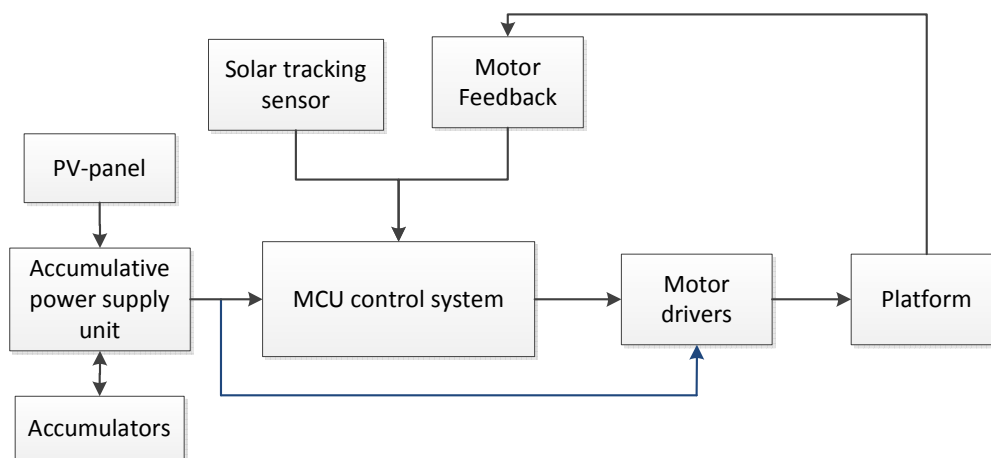 Solar tracking
sensor
Motor
Feedback
PV-panel
Accumulative
power supply
unit
MCU control system
Motor
drivers
Platform
Accumulators